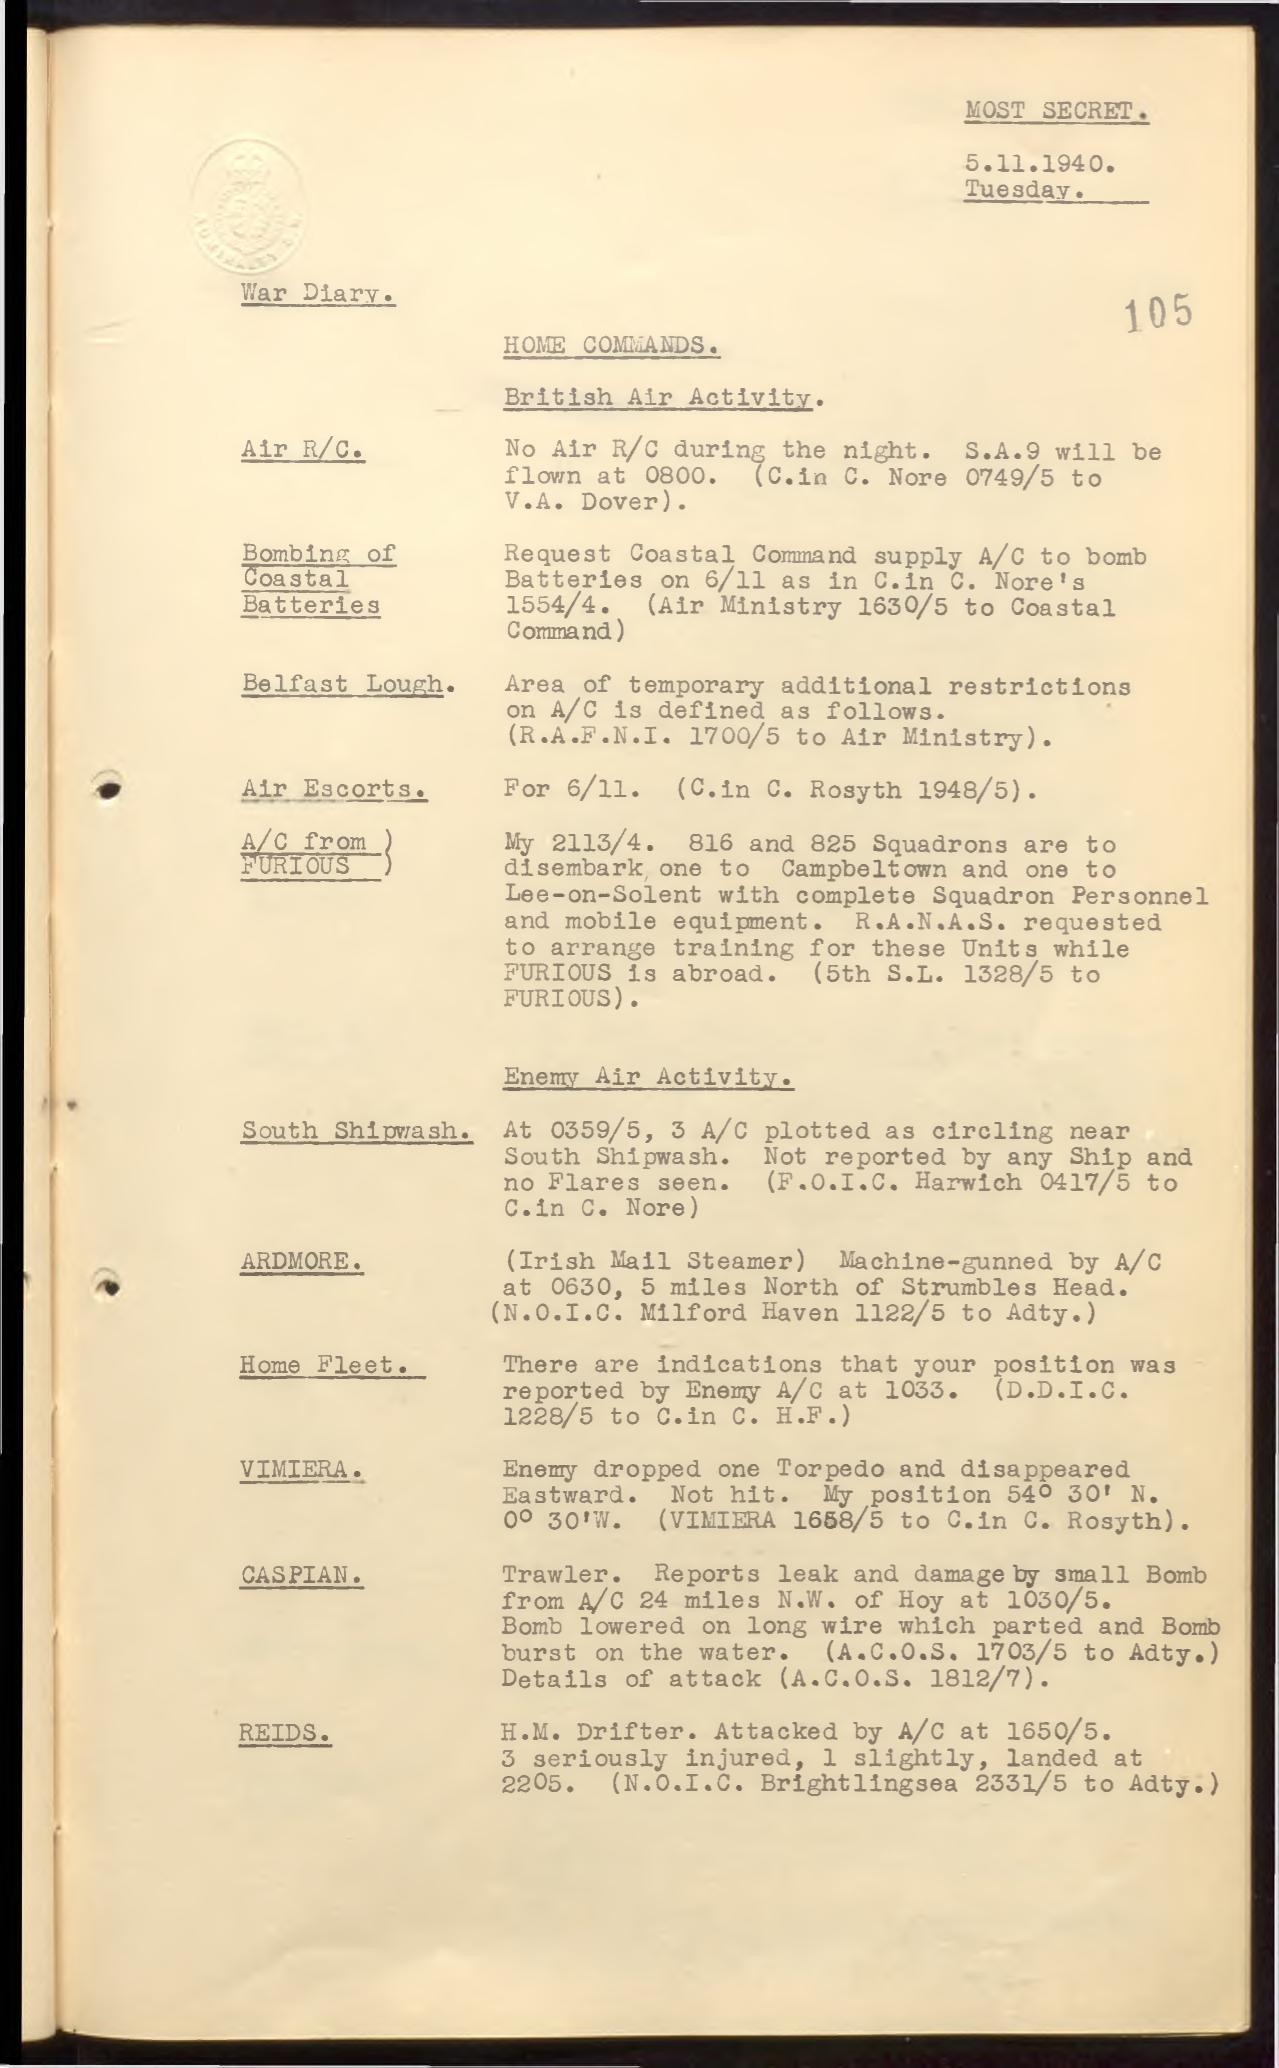 MOST SECRET.
5.11.1940.
Tuesday.
War Diary.
105
HOME COMMANDS.
British Air Activity.
Air R/C. No Air R/C during the night. S.A.9 will be
flown at 0800. (C.in C. Nore 0749/5 to
V.A. Dover).
Bombing of Request Coastal Command supply A/C to bomb
Coastal Batteries on 6/11 as in C.in C. Nore's
Batteries 1554/4. (Air Ministry 1630/5 to Coastal
Command)
Belfast Lough. Area of temporary additional restrictions
on A/C is defined as follows.
(R.A.F.N.I. 1700/5 to Air Ministry).
Air Escorts. For 6/11. (C.in C. Rosyth 1948/5).
A/C from ) My 2113/4. 816 and 825 Squadrons are to
FURIOUS ) disembark, one to Campbeltown and one to
Lee-on-Solent with complete Squadron Personnel
and mobile equipment. R.A.N.A.S. requested
to arrange training for these Units while
FURIOUS is abroad. (5th S.L. 1328/5 to
FURIOUS).
Enemy Air Activity.
South Shipwash. At 0359/5, 3 A/C plotted as circling near
South Shipwash. Not reported by any Ship and
no Flares seen. (F.O.I.C. Harwich 0417/5 to
C.in C. Nore)
ARDMORE. (Irish Mail Steamer) Machine-gunned by A/C
at 0630, 5 miles North of Strumbles Head.
(N.O.I.C. Milford Haven 1122/5 to Adty.)
Home Fleet. There are indications that your position was
reported by Enemy A/C at 1033. (D.D.I.C.
1228/5 to C.in C. H.F.)
VIMIERA. Enemy dropped one Torpedo and disappeared
Eastward. Not hit. My position 54° 30' N.
0° 30'W. (VIMIERA 1658/5 to C.in C. Rosyth).
CASPIAN. Trawler. Reports leak and damage by small Bomb
from A/C 24 miles N.W. of Hoy at 1030/5.
Bomb lowered on long wire which parted and Bomb
burst on the water. (A.C.O.S. 1703/5 to Adty.)
Details of attack (A.C.O.S. 1812/7).
REIDS. H.M. Drifter. Attacked by A/C at 1650/5.
3 seriously injured, 1 slightly, landed at
2205. (N.O.I.C. Brightlingsea 2331/5 to Adty.)